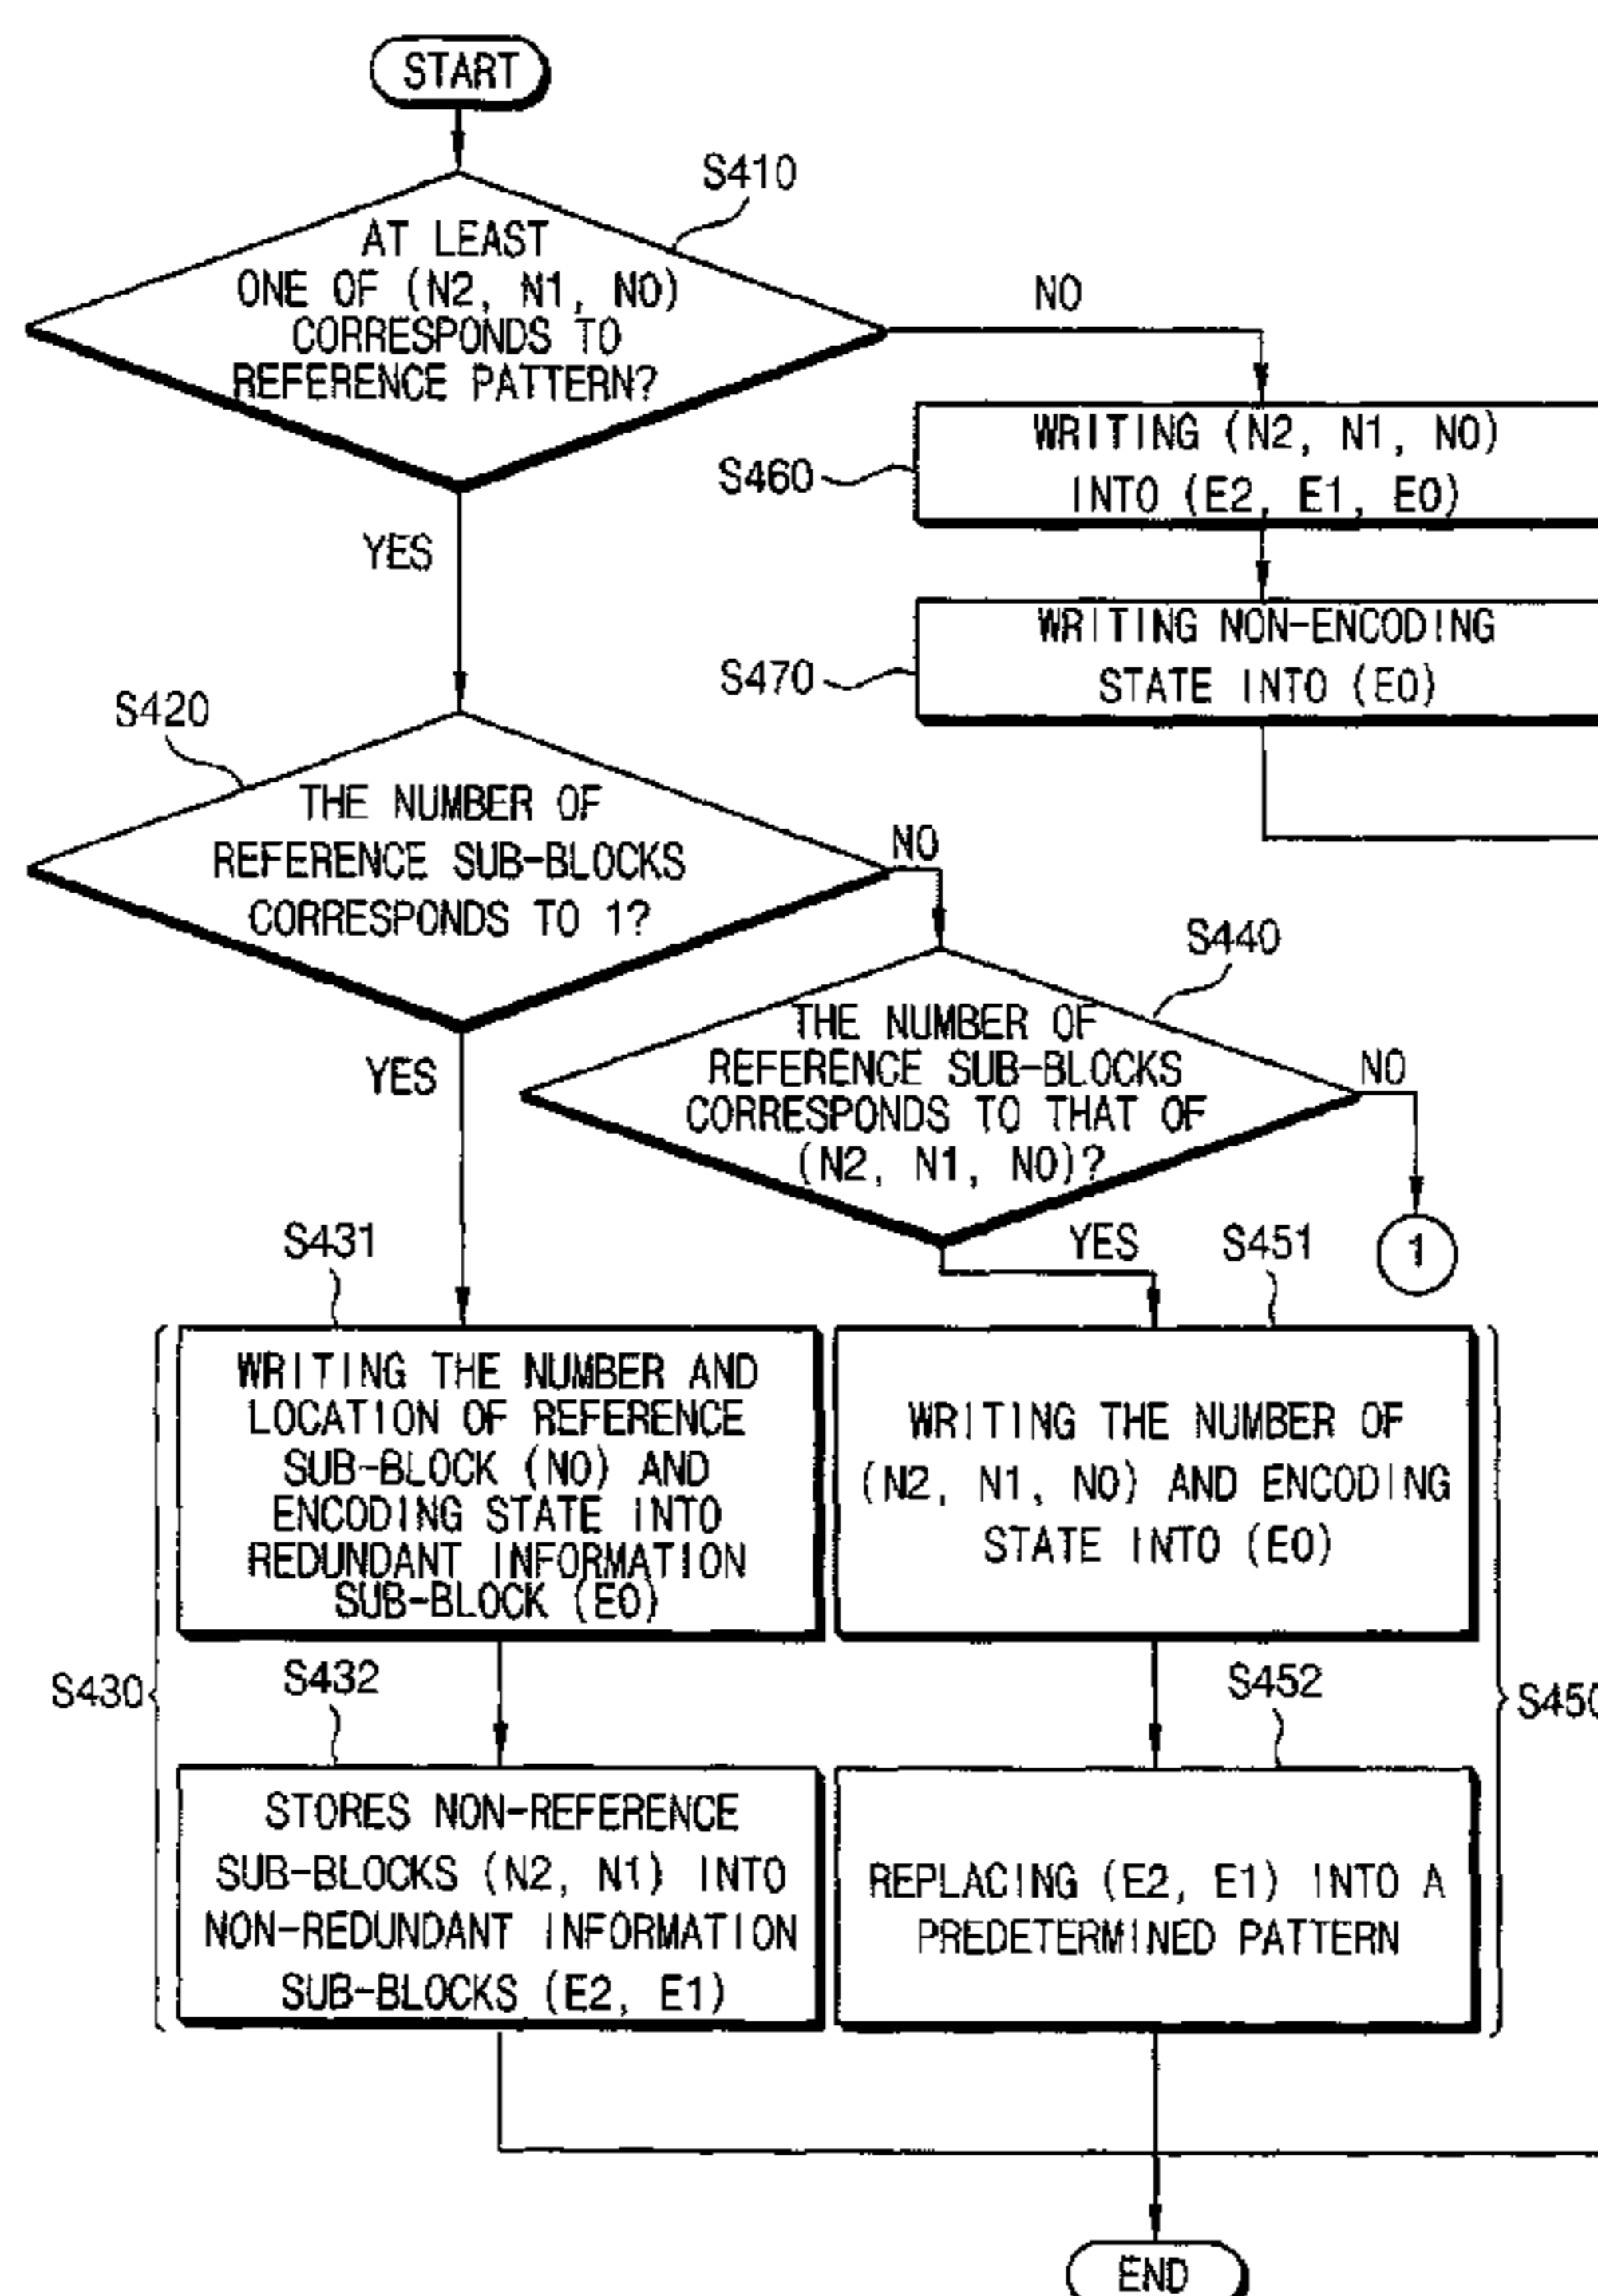 START
S410
AT LEAST
ONE OF (N2, N1, N0)
CORRESPONDS TO
REFERENCE PATTERN?
NO
WRITING (N2, N1, N0)
INTO (E2, E1, E0)
S460
YES
WRITING NON-ENCODING
STATE INTO (E0)
S470
S420
THE NUMBER OF
REFERENCE SUB-BLOCKS
CORRESPONDS TO 1?
NO
S440
THE NUMBER OF
REFERENCE SUB-BLOCKS
CORRESPONDS TO THAT OF
(N2, N1, N0)?
NO
YES
1
YES
S431
S451
WRITING THE NUMBER AND
LOCATION OF REFERENCE
SUB-BLOCK (N0) AND
ENCODING STATE INTO
REDUNDANT INFORMATION
SUB-BLOCK (E0)
WRITING THE NUMBER OF
(N2, N1, N0) AND ENCODING
STATE INTO (E0)
S430
S432
S452
S450
STORES NON-REFERENCE
SUB-BLOCKS (N2, N1) INTO
NON-REDUNDANT INFORMATION
SUB-BLOCKS (E2, E1)
REPLACING (E2, E1) INTO A
PREDETERMINED PATTERN
END